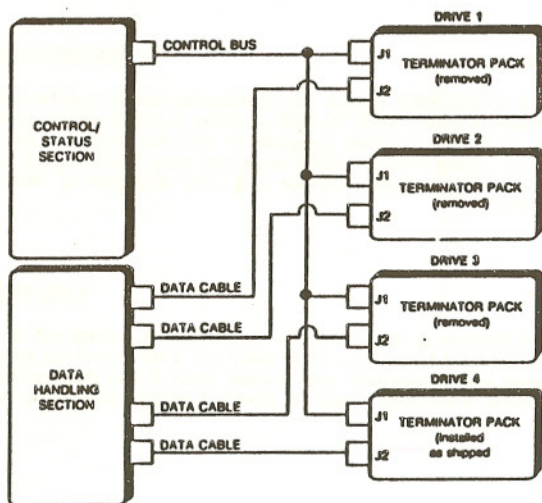 CONTROL/
STATUS
SECTION
CONTROL BUS
DRIVE 1
J1
TERMINATOR PACK
(removed)
J2
DRIVE 2
J1
TERMINATOR PACK
(removed)
J2
DATA HANDLING
SECTION
DATA CABLE
DATA CABLE
DATA CABLE
DATA CABLE
DRIVE 3
J1
TERMINATOR PACK
(removed)
J2
DRIVE 4
J1
TERMINATOR PACK
(installed
as shipped
J2